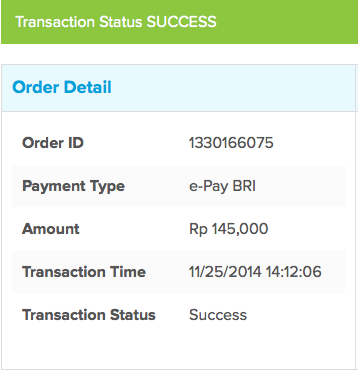 Transaction Status SUCCESS
Order Detail
Order ID 1330166075
Payment Type e-Pay BRI
Amount Rp 145,000
Transaction Time 11/25/2014 14:12:06
Transaction Status Success